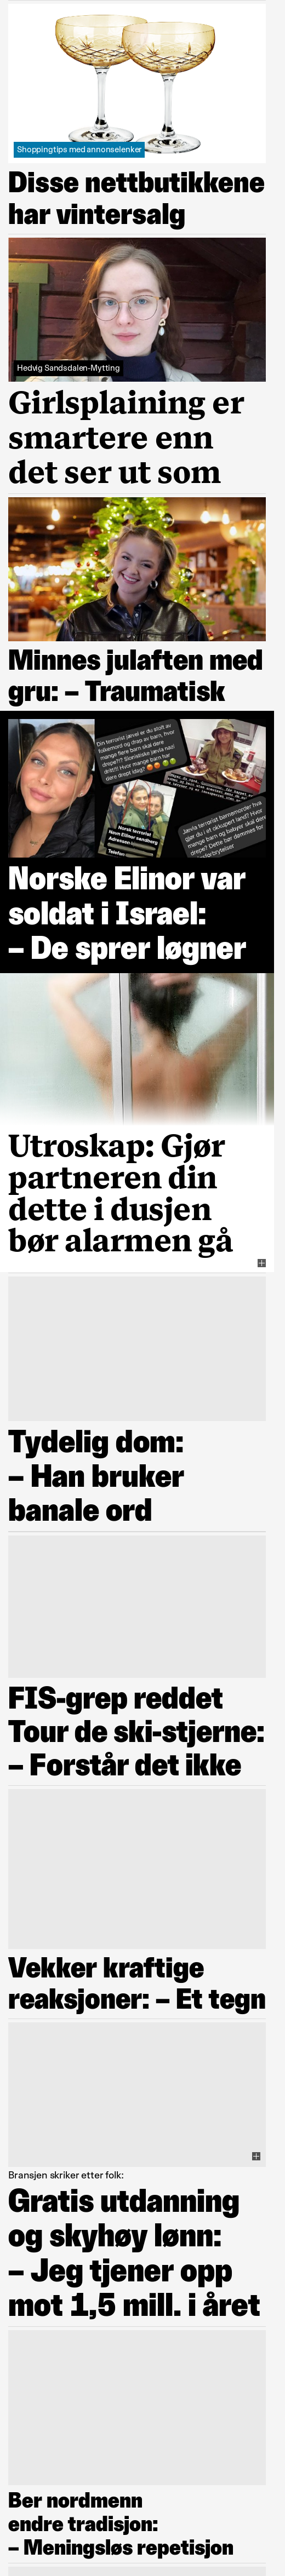 Shoppingtips med annonselenker
Disse nettbutikkene
har vintersalg
Hedvig Sandsdalen-Mytting
Girlsplaining er
smartere enn
det ser ut som
Minnes julaften med
gru: – Traumatisk
Din terrorist jævel er du stolt av
folkemord og drap av barn, hvor
mange flere barn skal dere
drepe?!? Sionistiske jævla nazi
dritt!! Hvor mange barn har
dere drept idag?
Norsk terrorist
Navn Elinor sandberg
Adressen
Telefon
Jævla terrorist barnemorder hva
gjør du i et okkupert land? Hvor
mange barn og babyer skal dere
drepe? Dette bør dømmes for
Norske Elinor var
soldat i Israel:
– De sprer løgner
Utroskap: Gjør
partneren din
dette i dusjen
bør alarmen gå
Tydelig dom:
– Han bruker
banale ord
FIS-grep reddet
Tour de ski-stjerne:
– Forstår det ikke
Vekker kraftige
reaksjoner: – Et tegn
Bransjen skriker etter folk:
Gratis utdanning
og skyhøy lønn:
– Jeg tjener opp
mot 1,5 mill. i året
Ber nordmenn
endre tradisjon:
– Meningsløs repetisjon